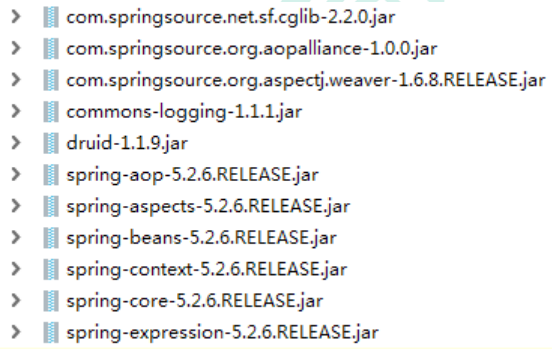 com.springsource.net.sf.cglib-2.2.0.jar
com.springsource.org.aopalliance-1.0.0.jar
com.springsource.org.aspectj.weaver-1.6.8.RELEASE.jar
commons-logging-1.1.1.jar
druid-1.1.9.jar
spring-aop-5.2.6.RELEASE.jar
spring-aspects-5.2.6.RELEASE.jar
spring-beans-5.2.6.RELEASE.jar
spring-context-5.2.6.RELEASE.jar
spring-core-5.2.6.RELEASE.jar
spring-expression-5.2.6.RELEASE.jar